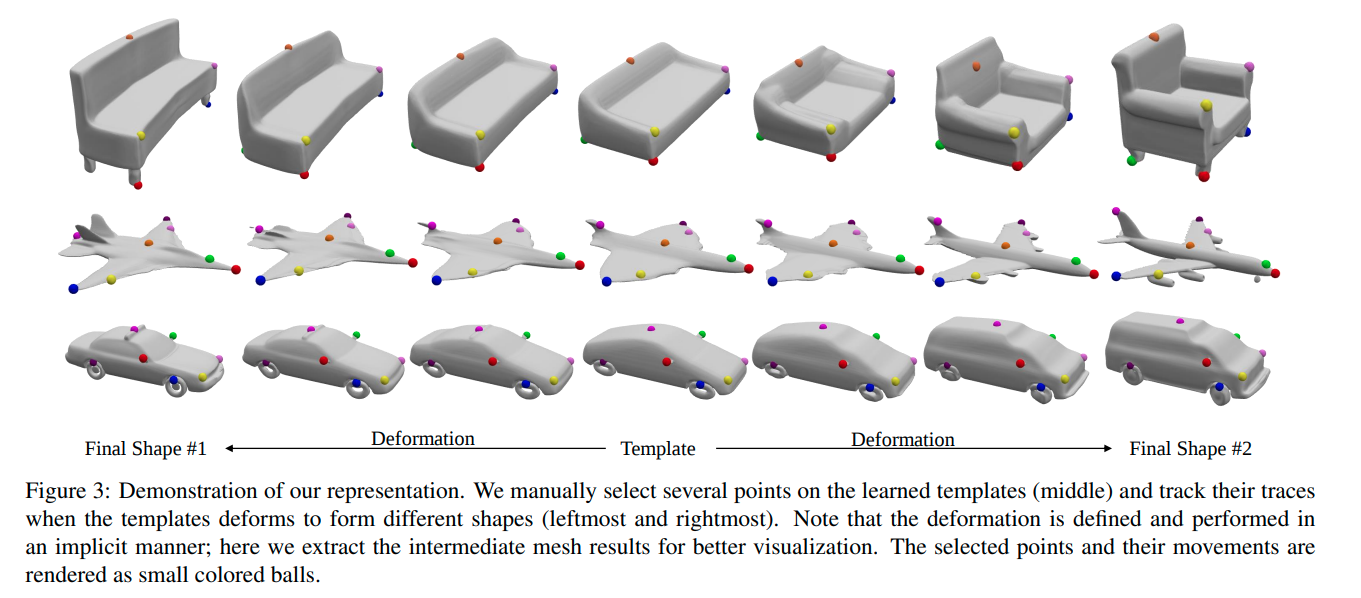 Final Shape #1
Deformation
Template
Deformation
Final Shape #2
Figure 3: Demonstration of our representation. We manually select several points on the learned templates (middle) and track their traces
when the templates deforms to form different shapes (leftmost and rightmost). Note that the deformation is defined and performed in
an implicit manner; here we extract the intermediate mesh results for better visualization. The selected points and their movements are
rendered as small colored balls.